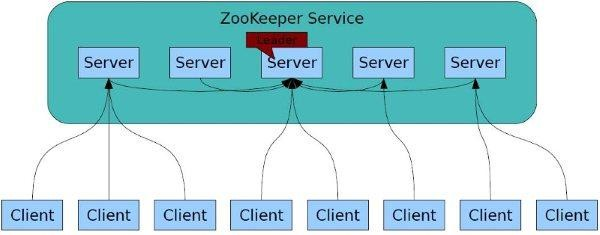 ZooKeeper Service
Leader
Server Server Server Server Server
Client Client Client Client Client Client Client Client